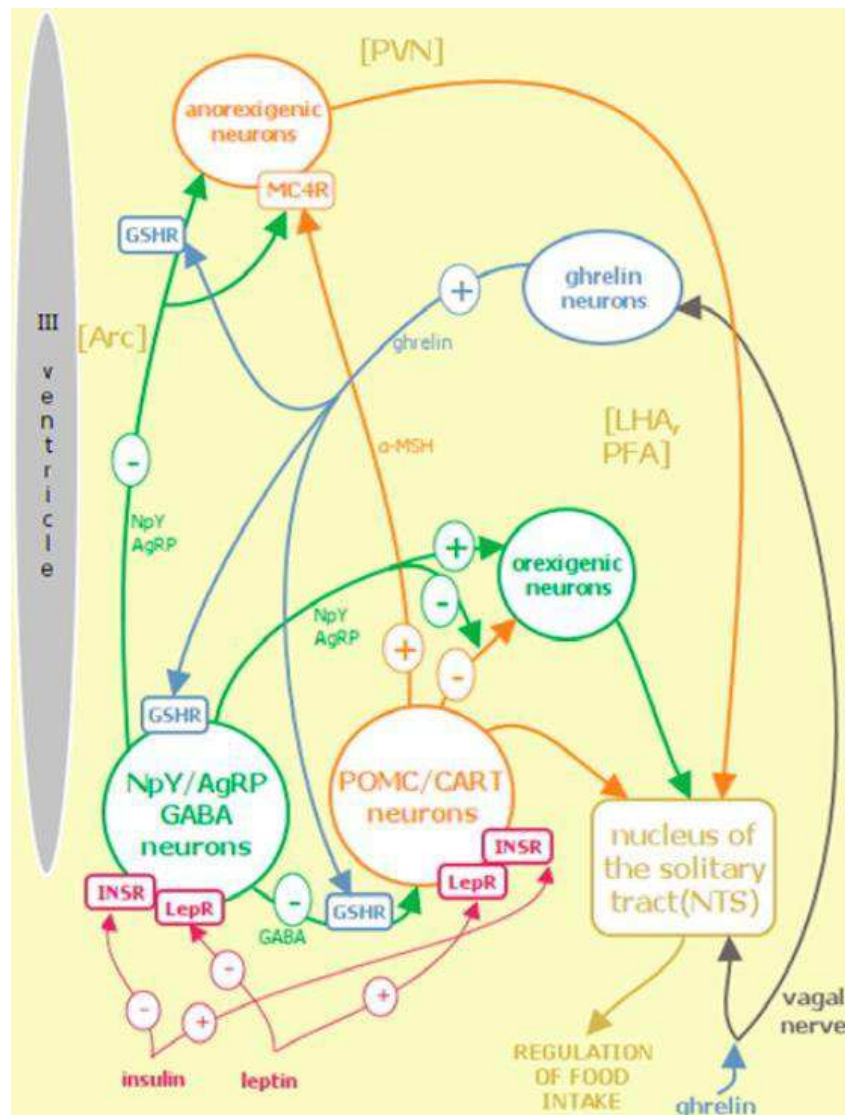 [PVN]
anorexigenic
neurons
MC4R
GSHR
ghrelin
neurons
+
III
ventricle
[Arc]
ghrelin
α-MSH
[LHA,
PFA]
-
NpY
AgRP
+
orexigenic
neurons
-
NpY
AgRP
+
-
GSHR
NpY/AgRP
GABA
neurons
POMC/CART
neurons
nucleus of
the solitary
tract(NTS)
INSR
INSR
LepR
LepR
-
GSHR
GABA
-
+
-
+
insulin
leptin
vagal
nerve
REGULATION
OF FOOD
INTAKE
ghrelin